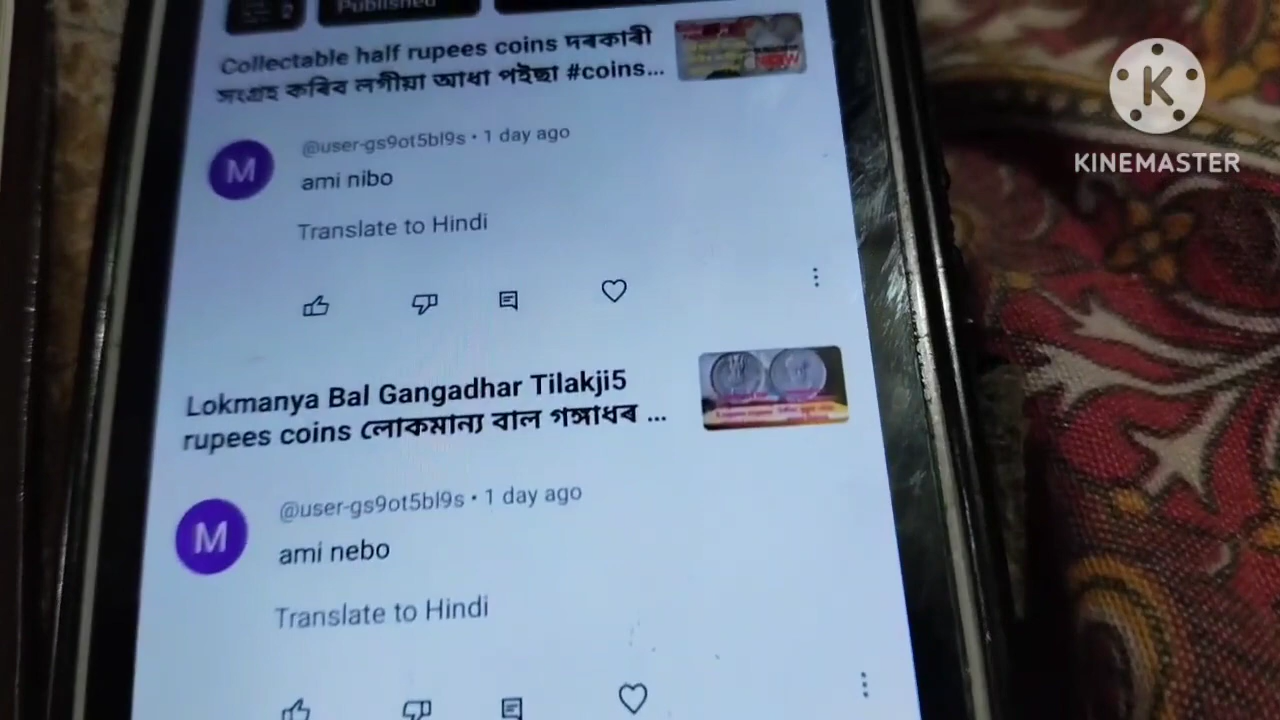 Published
Collectable half rupees coins দৰকাৰী
সংগ্ৰহ কৰিব লগীয়া আধা পইছা #coins...
M
@user-gs9ot5bl9s • 1 day ago
ami nibo
Translate to Hindi
Lokmanya Bal Gangadhar Tilakji5
rupees coins লোকমান্য বাল গঙ্গাধৰ ...
M
@user-gs9ot5bl9s • 1 day ago
ami nebo
Translate to Hindi
K
KINEMASTER